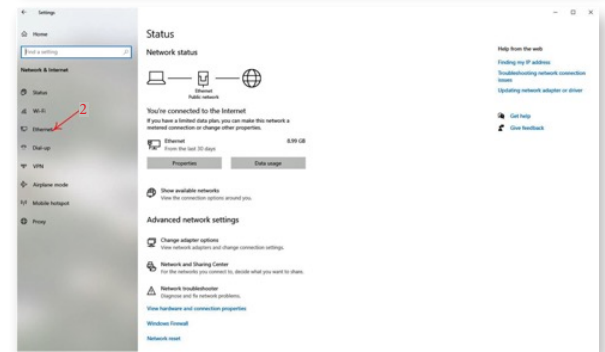 Settings
Home
Find a setting
Network & Internet
Status
Wi-Fi
Ethernet
Dial-up
VPN
Airplane mode
Mobile hotspot
Proxy
2
Status
Network status
Ethernet
Public network
You're connected to the Internet
If you have a limited data plan, you can make this network a
metered connection or change other properties.
Ethernet
From the last 30 days
8.99 GB
Properties
Data usage
Show available networks
View the connection options around you.
Advanced network settings
Change adapter options
View network adapters and change connection settings.
Network and Sharing Center
For the networks you connect to, decide what you want to share.
Network troubleshooter
Diagnose and fix network problems.
View hardware and connection properties
Windows Firewall
Network reset
Help from the web
Finding my IP address
Troubleshooting network connection
issues
Updating network adapter or driver
Get help
Give feedback